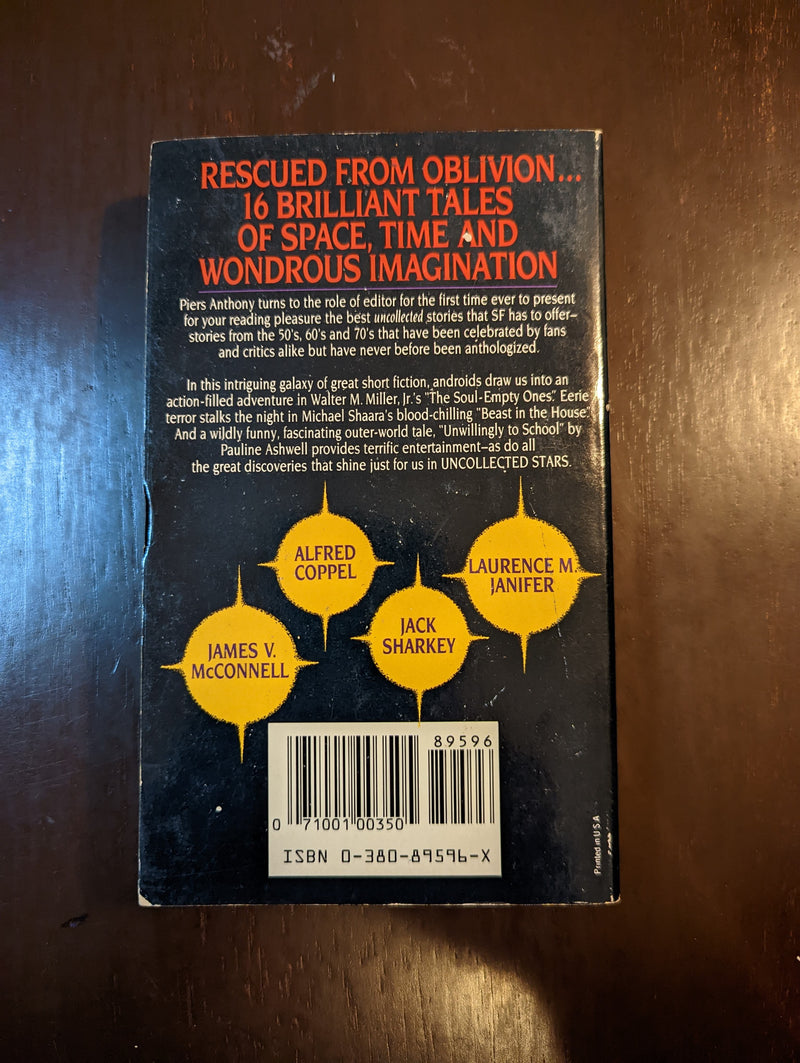 RESCUED FROM OBLIVION...
16 BRILLIANT TALES
OF SPACE, TIME AND
WONDROUS IMAGINATION
Piers Anthony turns to the role of editor for the first time ever to present
for your reading pleasure the best uncollected stories that SF has to offer—
stories from the 50's, 60's and 70's that have been celebrated by fans
and critics alike but have never before been anthologized.
In this intriguing galaxy of great short fiction, androids draw us into an
action-filled adventure in Walter M. Miller, Jr.'s "The Soul-Empty Ones." Eerie
terror stalks the night in Michael Shaara's blood-chilling "Beast in the House."
And a wildly funny, fascinating outer-world tale, "Unwillingly to School" by
Pauline Ashwell provides terrific entertainment—as do all
the great discoveries that shine just for us in UNCOLLECTED STARS.
ALFRED
COPPEL
LAURENCE M.
JANIFER
JACK
SHARKEY
JAMES V.
McCONNELL
89596
0 71001 00350
ISBN 0-380-89596-X
Printed in U.S.A.